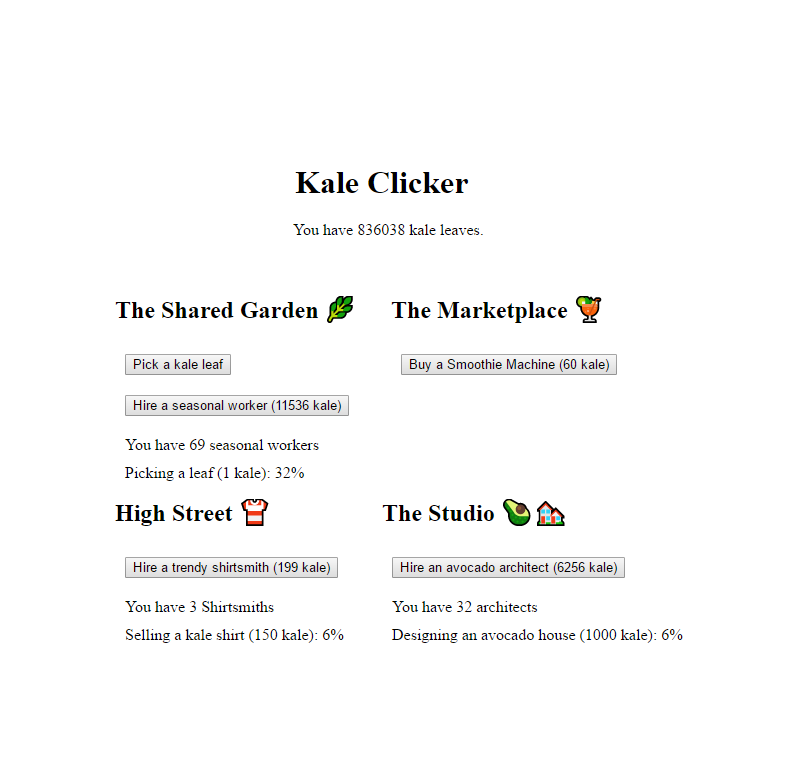 Kale Clicker
You have 836038 kale leaves.
The Shared Garden
Pick a kale leaf
Hire a seasonal worker (11536 kale)
You have 69 seasonal workers
Picking a leaf (1 kale): 32%
The Marketplace
Buy a Smoothie Machine (60 kale)
High Street
Hire a trendy shirtsmith (199 kale)
You have 3 Shirtsmiths
Selling a kale shirt (150 kale): 6%
The Studio
Hire an avocado architect (6256 kale)
You have 32 architects
Designing an avocado house (1000 kale): 6%